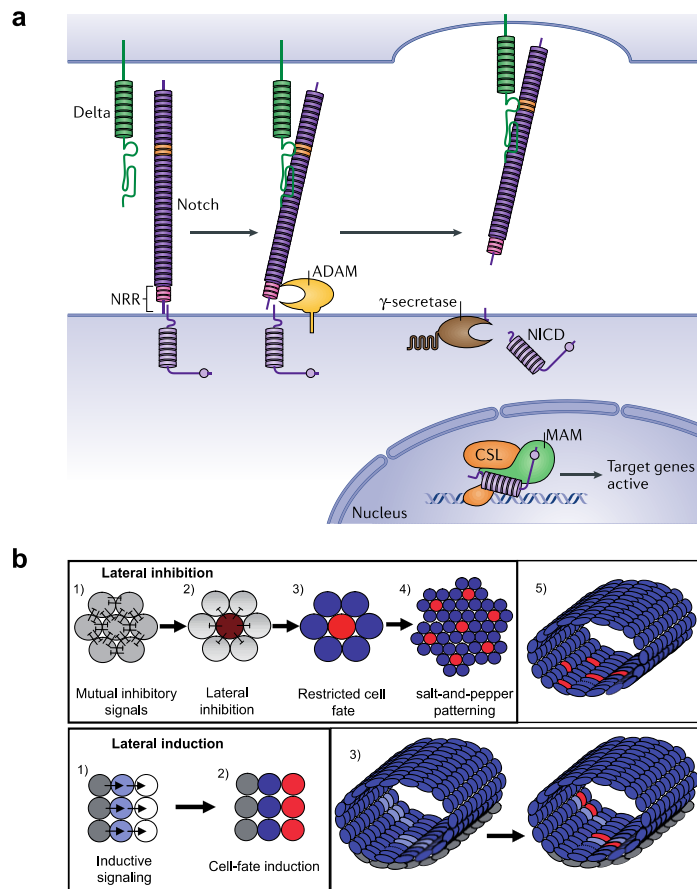 a
Delta
Notch
NRR
ADAM
γ-secretase
NICD
MAM
CSL
Target genes
active
Nucleus
b
Lateral inhibition
1)
2)
3)
4)
5)
Mutual inhibitory
signals
Lateral
inhibition
Restricted cell
fate
salt-and-pepper
patterning
Lateral induction
1)
2)
3)
Inductive
signaling
Cell-fate induction